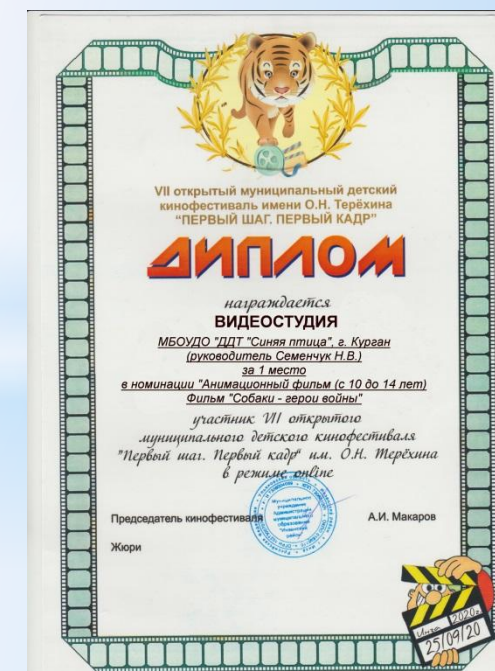 VII открытый муниципальный детский
кинофестиваль имени О.Н. Терёхина
"ПЕРВЫЙ ШАГ. ПЕРВЫЙ КАДР"
ДИПЛОМ
награждается
ВИДЕОСТУДИЯ
МБОУДО "ДДТ "Синяя птица", г. Курган
(руководитель Семенчук Н.В.)
за 1 место
в номинации "Анимационный фильм (с 10 до 14 лет)
Фильм "Собаки - герои войны"
участник VII открытого
муниципального детского кинофестиваля
"Первый шаг. Первый кадр" им. О.Н. Терёхина
в режиме online
Председатель кинофестиваля
А.И. Макаров
Жюри
Инза 2020г.
25/09/20